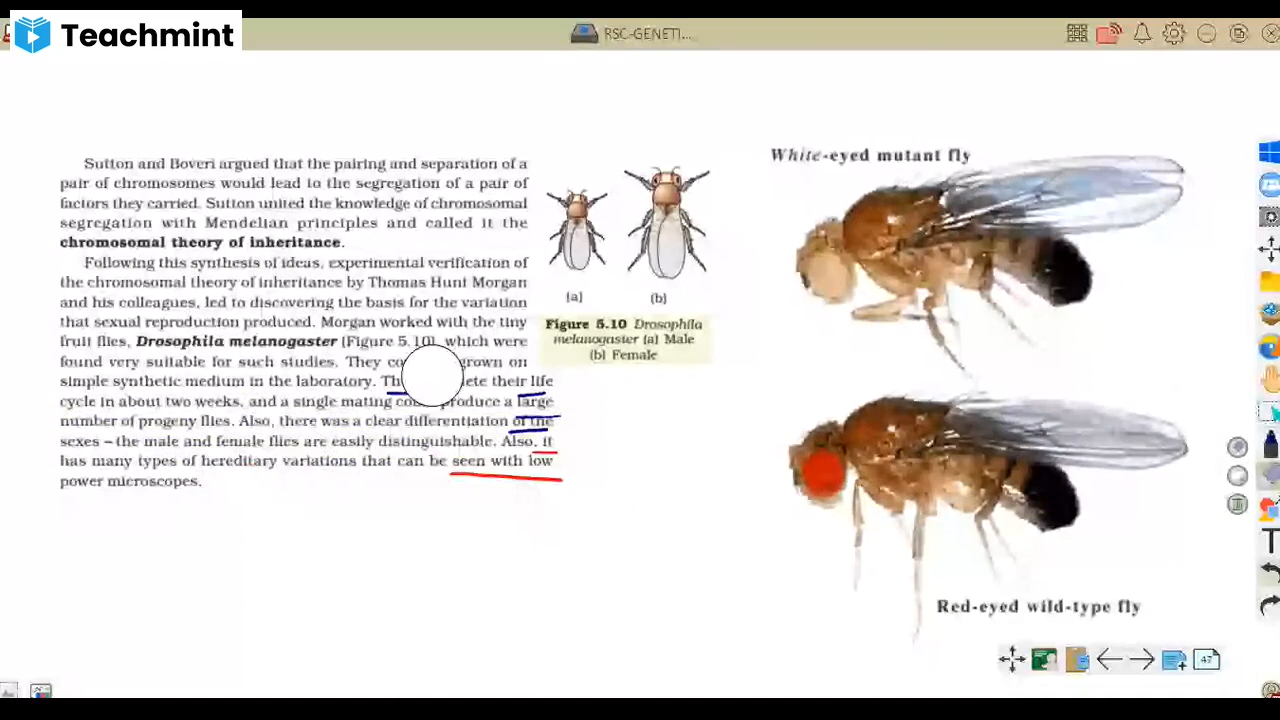 Teachmint
RSC-GENETI...
Sutton and Boveri argued that the pairing and separation of a
pair of chromosomes would lead to the segregation of a pair of
factors they carried. Sutton united the knowledge of chromosomal
segregation with Mendelian principles and called it the
chromosomal theory of inheritance.
Following this synthesis of ideas, experimental verification of
the chromosomal theory of inheritance by Thomas Hunt Morgan
and his colleagues, led to discovering the basis for the variation
that sexual reproduction produced. Morgan worked with the tiny
fruit flies, Drosophila melanogaster (Figure 5.10), which were
found very suitable for such studies. They grown on
simple synthetic medium in the laboratory. their life
cycle in about two weeks, and a single mating produce a large
number of progeny flies. Also, there was a clear differentiation of the
sexes – the male and female flies are easily distinguishable. Also, it
has many types of hereditary variations that can be seen with low
power microscopes.
(a) (b)
Figure 5.10 Drosophila
melanogaster (a) Male
(b) Female
White-eyed mutant fly
Red-eyed wild-type fly
47